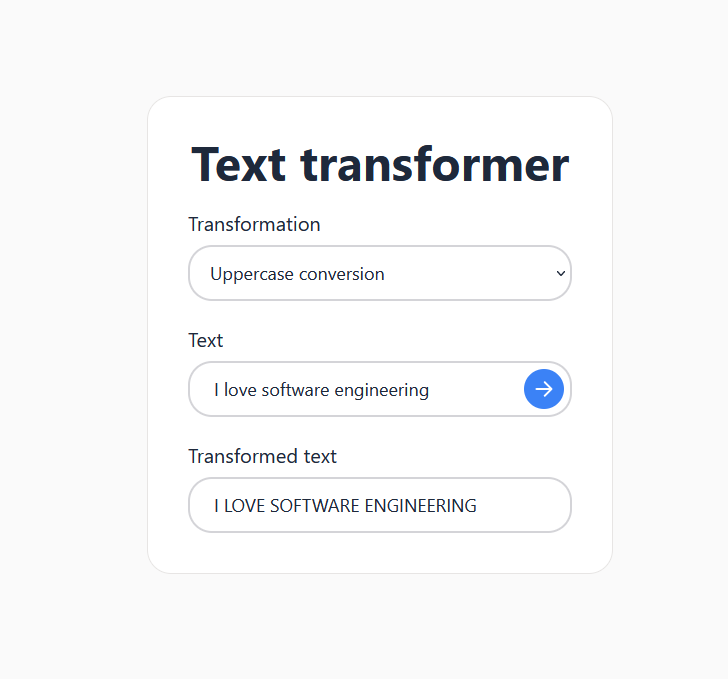 Text transformer
Transformation
Uppercase conversion
Text
I love software engineering
Transformed text
I LOVE SOFTWARE ENGINEERING